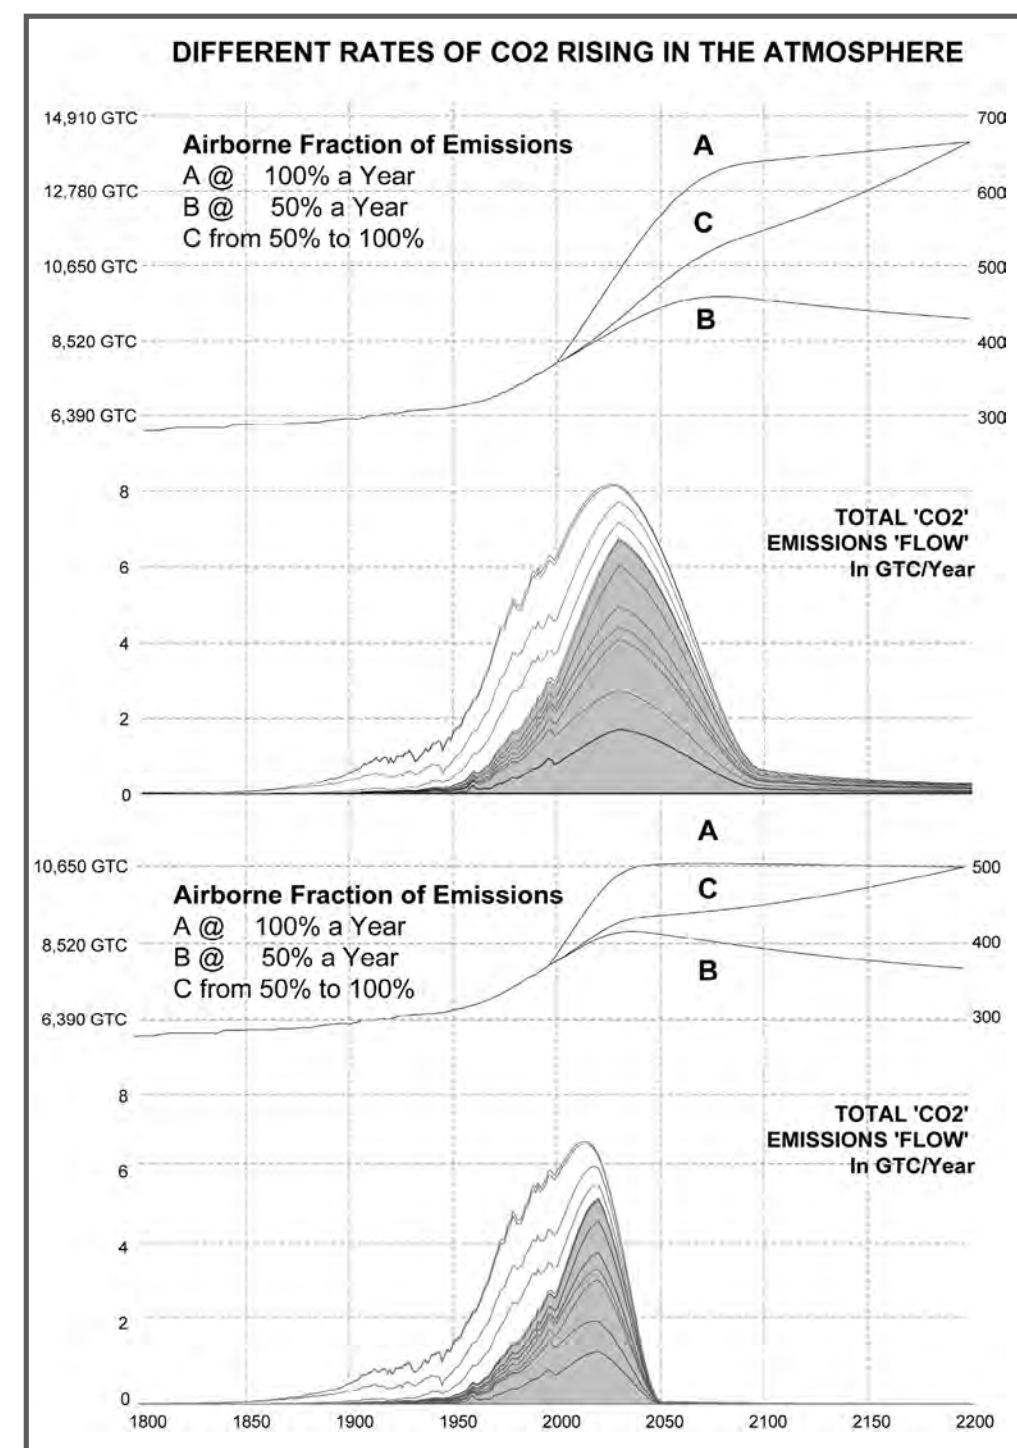 DIFFERENT RATES OF CO2 RISING IN THE ATMOSPHERE
14,910 GTC
700
Airborne Fraction of Emissions
A
A @ 100% a Year
12,780 GTC
600
B @ 50% a Year
C
C from 50% to 100%
10,650 GTC
500
B
8,520 GTC
400
6,390 GTC
300
8
TOTAL 'CO2'
EMISSIONS 'FLOW'
In GTC/Year
6
4
2
0
A
10,650 GTC
500
Airborne Fraction of Emissions
C
A @ 100% a Year
8,520 GTC
400
B @ 50% a Year
B
C from 50% to 100%
6,390 GTC
300
8
TOTAL 'CO2'
EMISSIONS 'FLOW'
In GTC/Year
6
4
2
0
1800 1850 1900 1950 2000 2050 2100 2150 2200